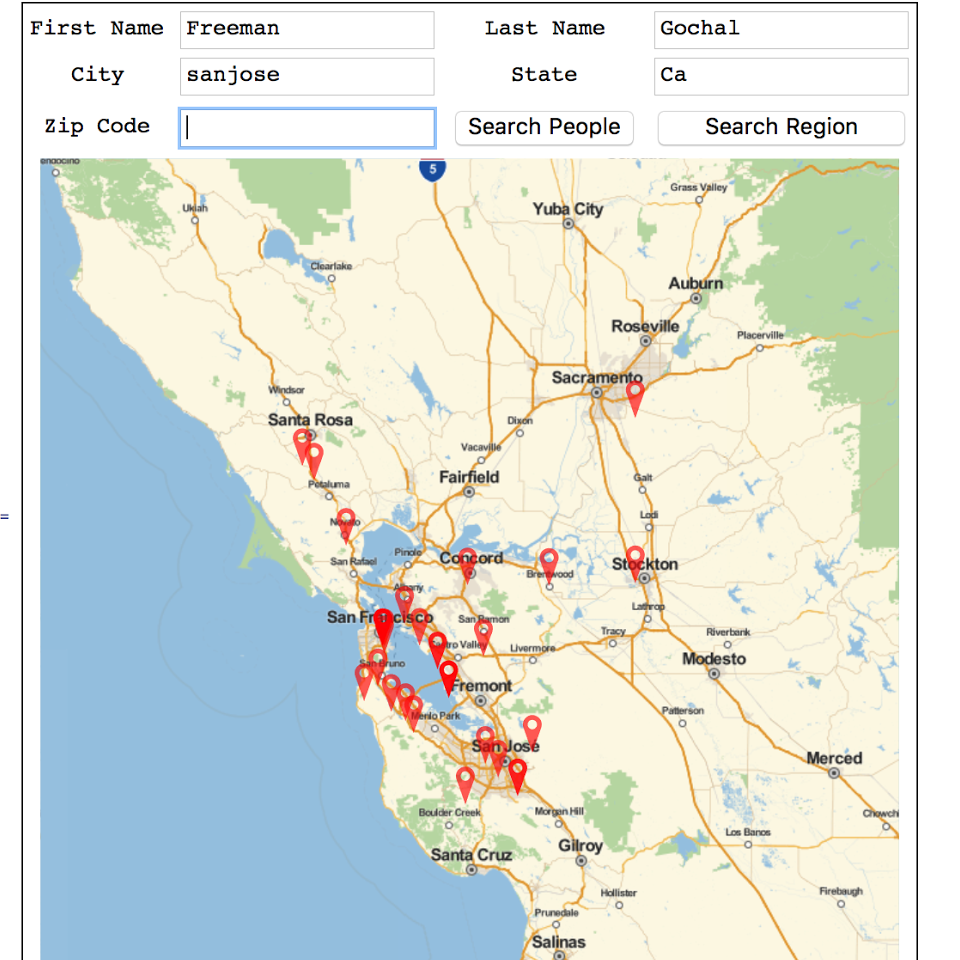 First Name Freeman Last Name Gochal
City sanjose State Ca
Zip Code Search People Search Region
5
Grass Valley
Ukiah
Yuba City
Clearlake
Auburn
Roseville
Placerville
Sacramento
Windsor
Santa Rosa
Dixon
Vacaville
Fairfield
Galt
Petaluma
Lodi
=
Novato
Pinole
Concord
San Rafael
Stockton
Brentwood
Albany
Lathrop
San Francisco
San Ramon
Tracy
Riverbank
Castro Valley
Livermore
San Bruno
Modesto
Fremont
Patterson
Menlo Park
San José
Merced
Boulder Creek
Morgan Hill
Chowch
Los Banos
Gilroy
Santa Cruz
Hollister
Firebaugh
Prunedale
Salinas